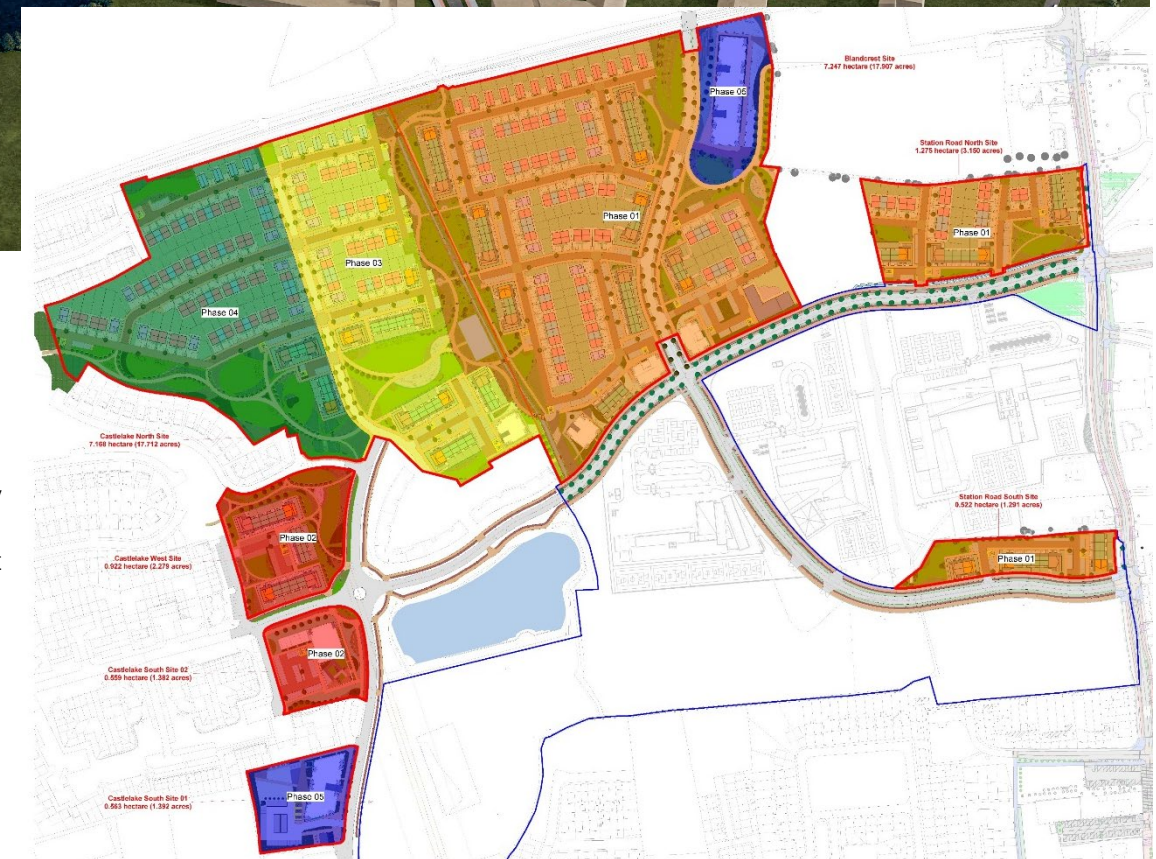 Blandcrest Site
7.247 hectare (17.907 acres)
Phase 05
Station Road North Site
1.275 hectare (3.150 acres)
Phase 01
Phase 01
Phase 03
Phase 04
Castlelake North Site
7.168 hectare (17.712 acres)
Station Road South Site
0.522 hectare (1.291 acres)
Phase 02
Phase 01
Castlelake West Site
0.922 hectare (2.279 acres)
Phase 02
Castlelake South Site 02
0.559 hectare (1.382 acres)
Phase 05
Castlelake South Site 01
0.563 hectare (1.392 acres)